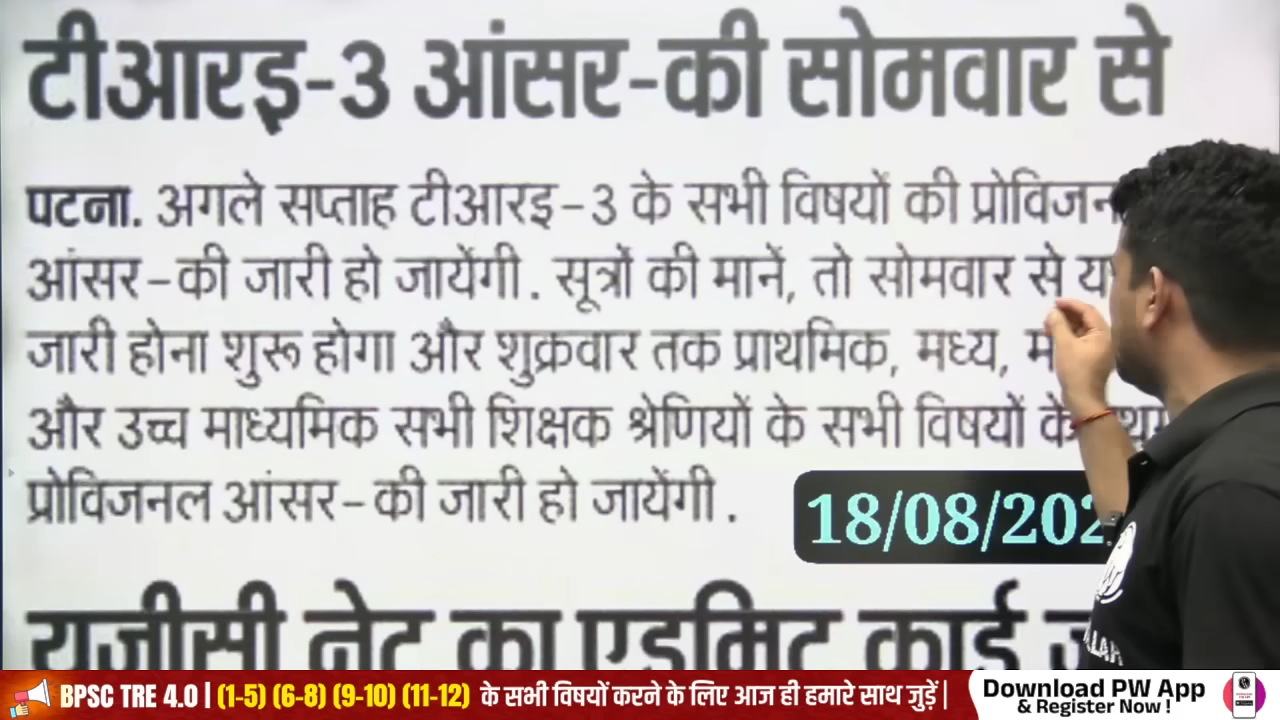 टीआरइ-3 आंसर-की सोमवार से
पटना. अगले सप्ताह टीआरइ-3 के सभी विषयों की
आंसर-की जारी हो जायेंगी. सूत्रों की मानें, तो सोमवार से
जारी होना शुरू होगा और शुक्रवार तक प्राथमिक, मध्य,
और उच्च माध्यमिक सभी शिक्षक श्रेणियों के सभी विषयों के
प्रोविजनल आंसर-की जारी हो जायेंगी.
18/08/202
यूजीसी नेट का एडमिट कार्ड
BPSC TRE 4.0 | (1-5) (6-8) (9-10) (11-12) के सभी विषयों करने के लिए आज ही हमारे साथ जुड़ें |
Download PW App
& Register Now !